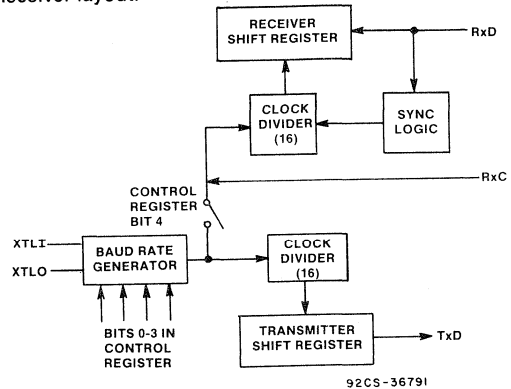 Receiver layout.
RECEIVER
SHIFT REGISTER
RxD
CLOCK
DIVIDER
(16)
SYNC
LOGIC
RxC
CONTROL
REGISTER
BIT 4
XTLI
XTLO
BAUD RATE
GENERATOR
CLOCK
DIVIDER
(16)
BITS 0-3 IN
CONTROL
REGISTER
TRANSMITTER
SHIFT REGISTER
TxD
92CS-36791